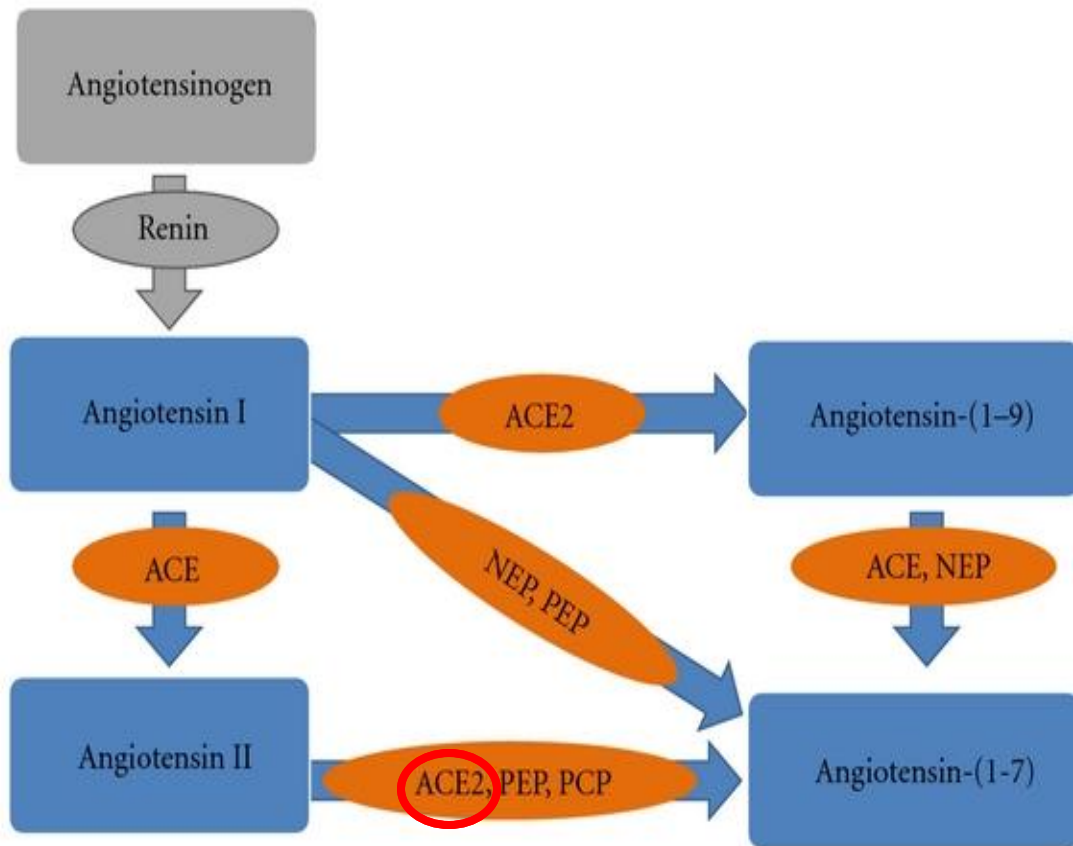 Angiotensinogen
Renin
Angiotensin I
ACE2
Angiotensin-(1–9)
ACE
NEP, PEP
ACE, NEP
Angiotensin II
ACE2, PEP, PCP
Angiotensin-(1-7)